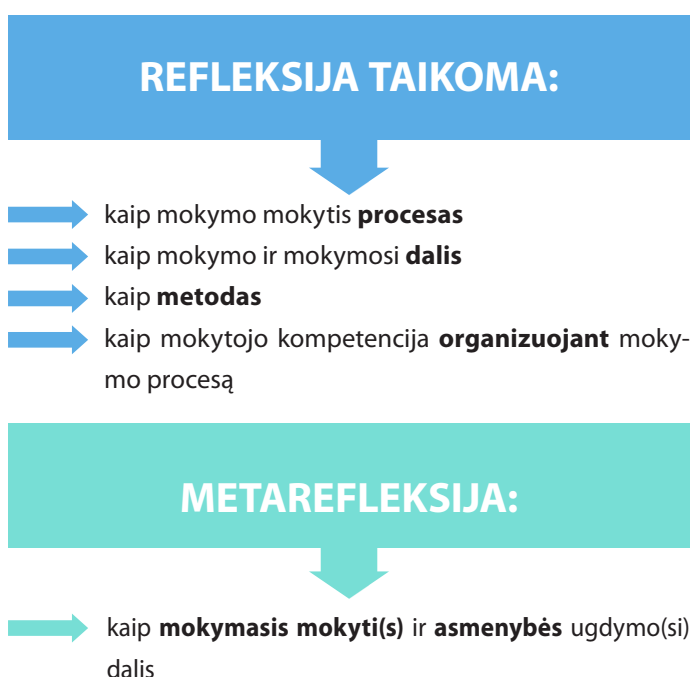 REFLEKSIJA TAIKOMA:
kaip mokymo mokytis procesas
kaip mokymo ir mokymosi dalis
kaip metodas
kaip mokytojo kompetencija organizuojant moky-
mo procesą
METAREFLEKSIJA:
kaip mokymasis mokyti(s) ir asmenybės ugdymo(si)
dalis